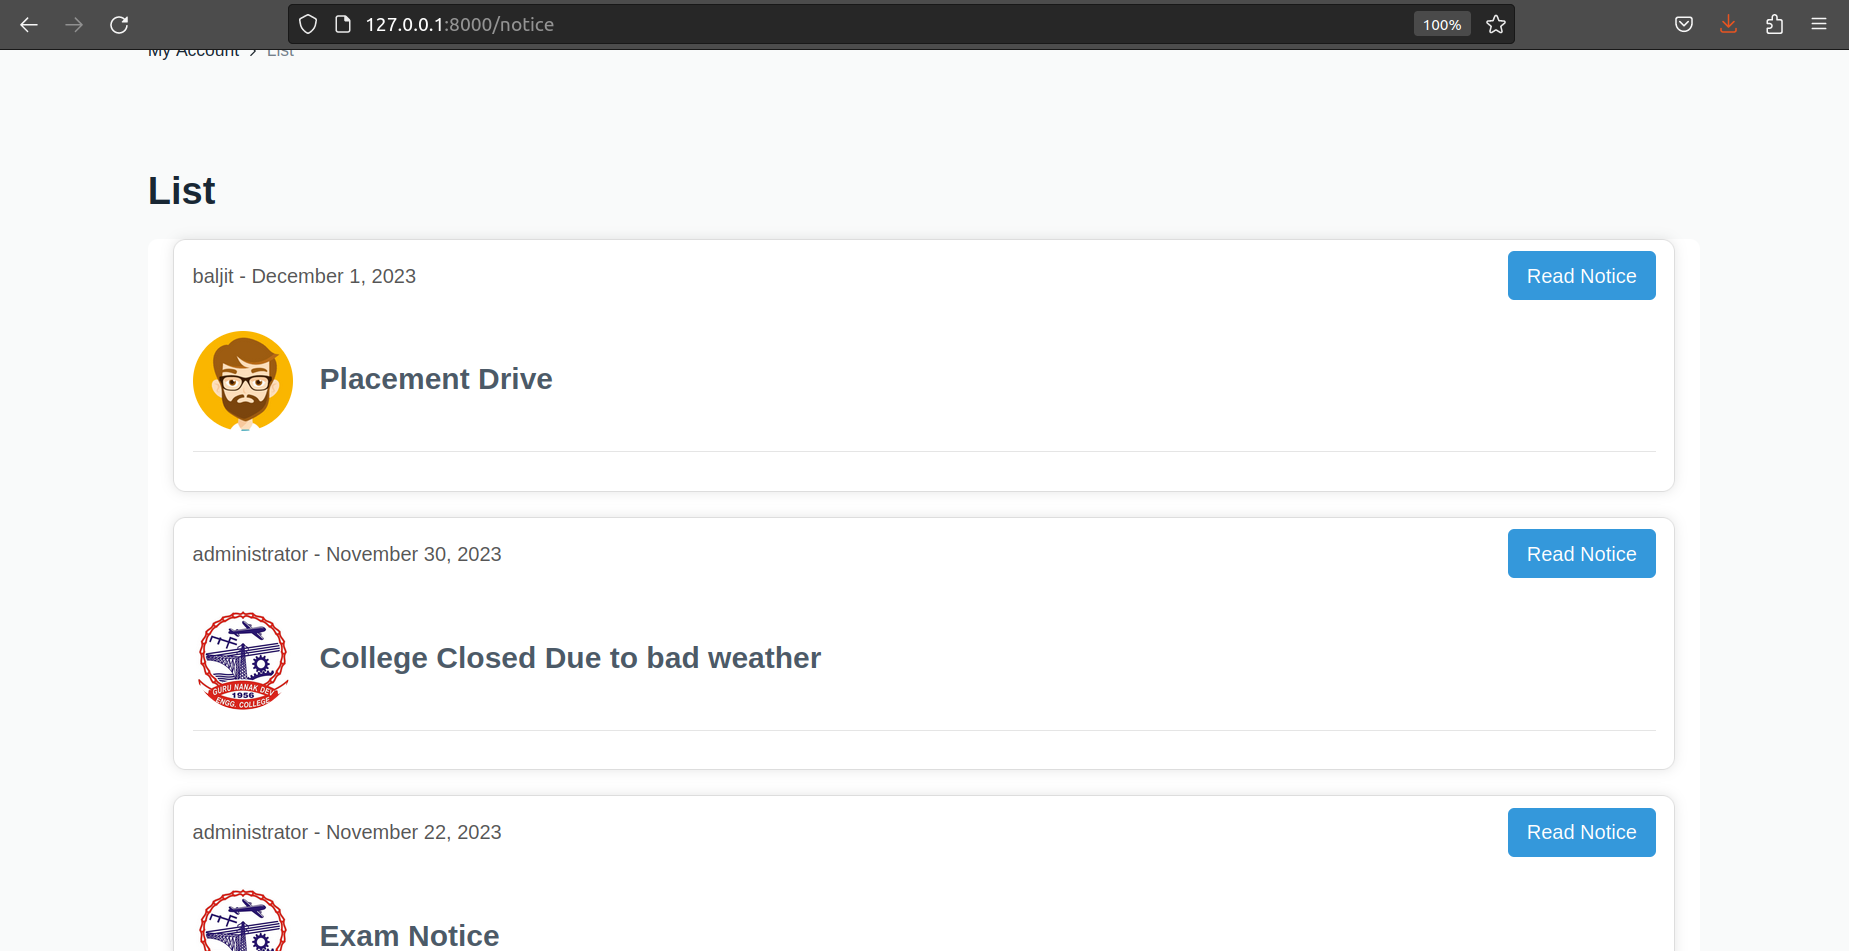 127.0.0.1:8000/notice
100%
My Account > List
List
baljit - December 1, 2023
Read Notice
Placement Drive
administrator - November 30, 2023
Read Notice
GURU NANAK DEV
1956
ENGG. COLLEGE
College Closed Due to bad weather
administrator - November 22, 2023
Read Notice
Exam Notice